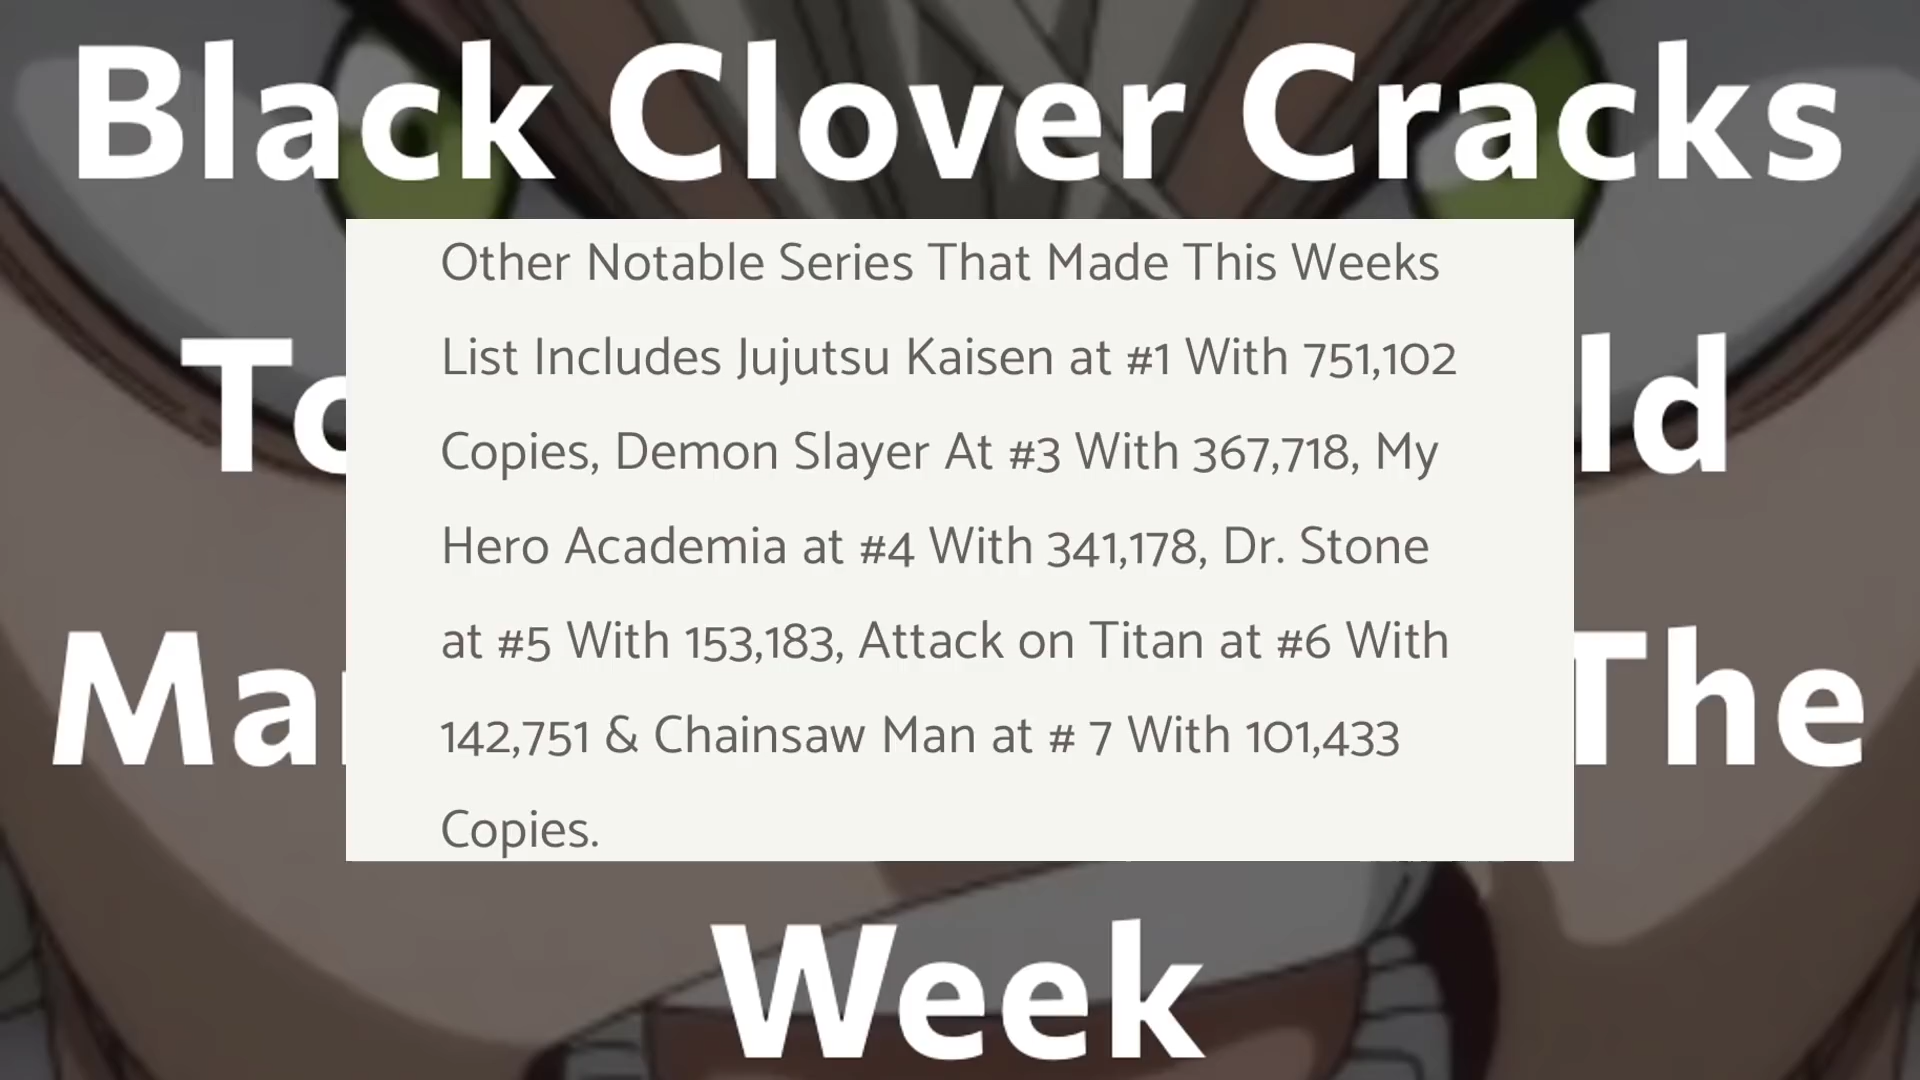 Black Clover Cracks
Other Notable Series That Made This Weeks
List Includes Jujutsu Kaisen at #1 With 751,102
Copies, Demon Slayer At #3 With 367,718, My
Hero Academia at #4 With 341,178, Dr. Stone
at #5 With 153,183, Attack on Titan at #6 With
142,751 & Chainsaw Man at # 7 With 101,433
Copies.
The
Week